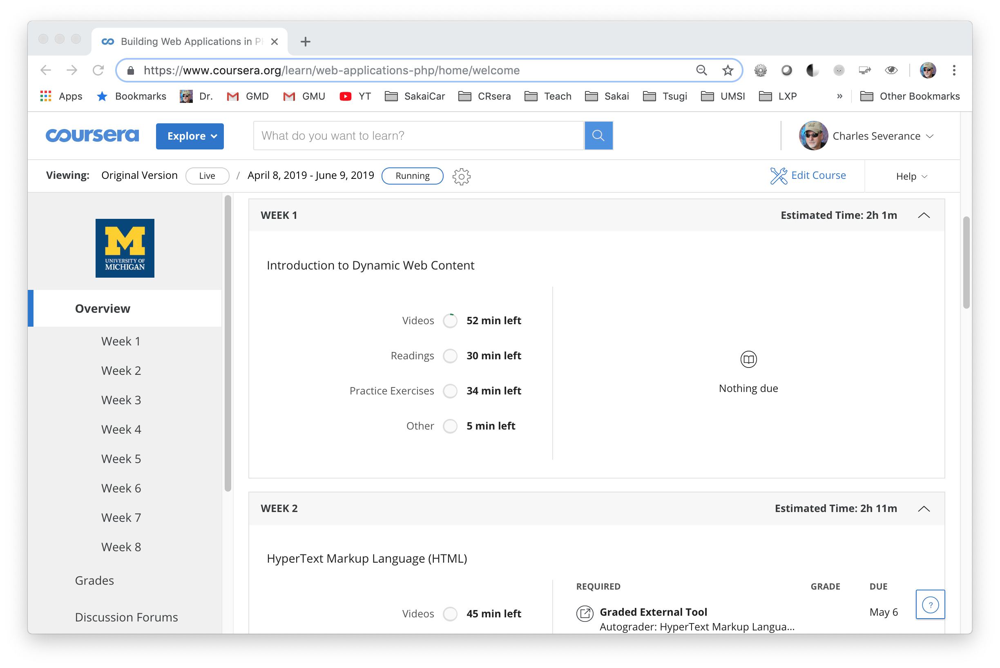 Building Web Applications in P
https://www.coursera.org/learn/web-applications-php/home/welcome
Apps Bookmarks Dr. GMD GMU YT SakaiCar CRsera Teach Sakai Tsugi UMSI LXP » Other Bookmarks
coursera Explore What do you want to learn? Charles Severance
Viewing: Original Version Live / April 8, 2019 - June 9, 2019 Running Edit Course Help
M
UNIVERSITY OF
MICHIGAN
Overview
Week 1
Week 2
Week 3
Week 4
Week 5
Week 6
Week 7
Week 8
Grades
Discussion Forums
WEEK 1 Estimated Time: 2h 1m
Introduction to Dynamic Web Content
Videos 52 min left
Readings 30 min left
Practice Exercises 34 min left
Other 5 min left
Nothing due
WEEK 2 Estimated Time: 2h 11m
HyperText Markup Language (HTML)
Videos 45 min left
REQUIRED GRADE DUE
Graded External Tool May 6
Autograder: HyperText Markup Langua...
?